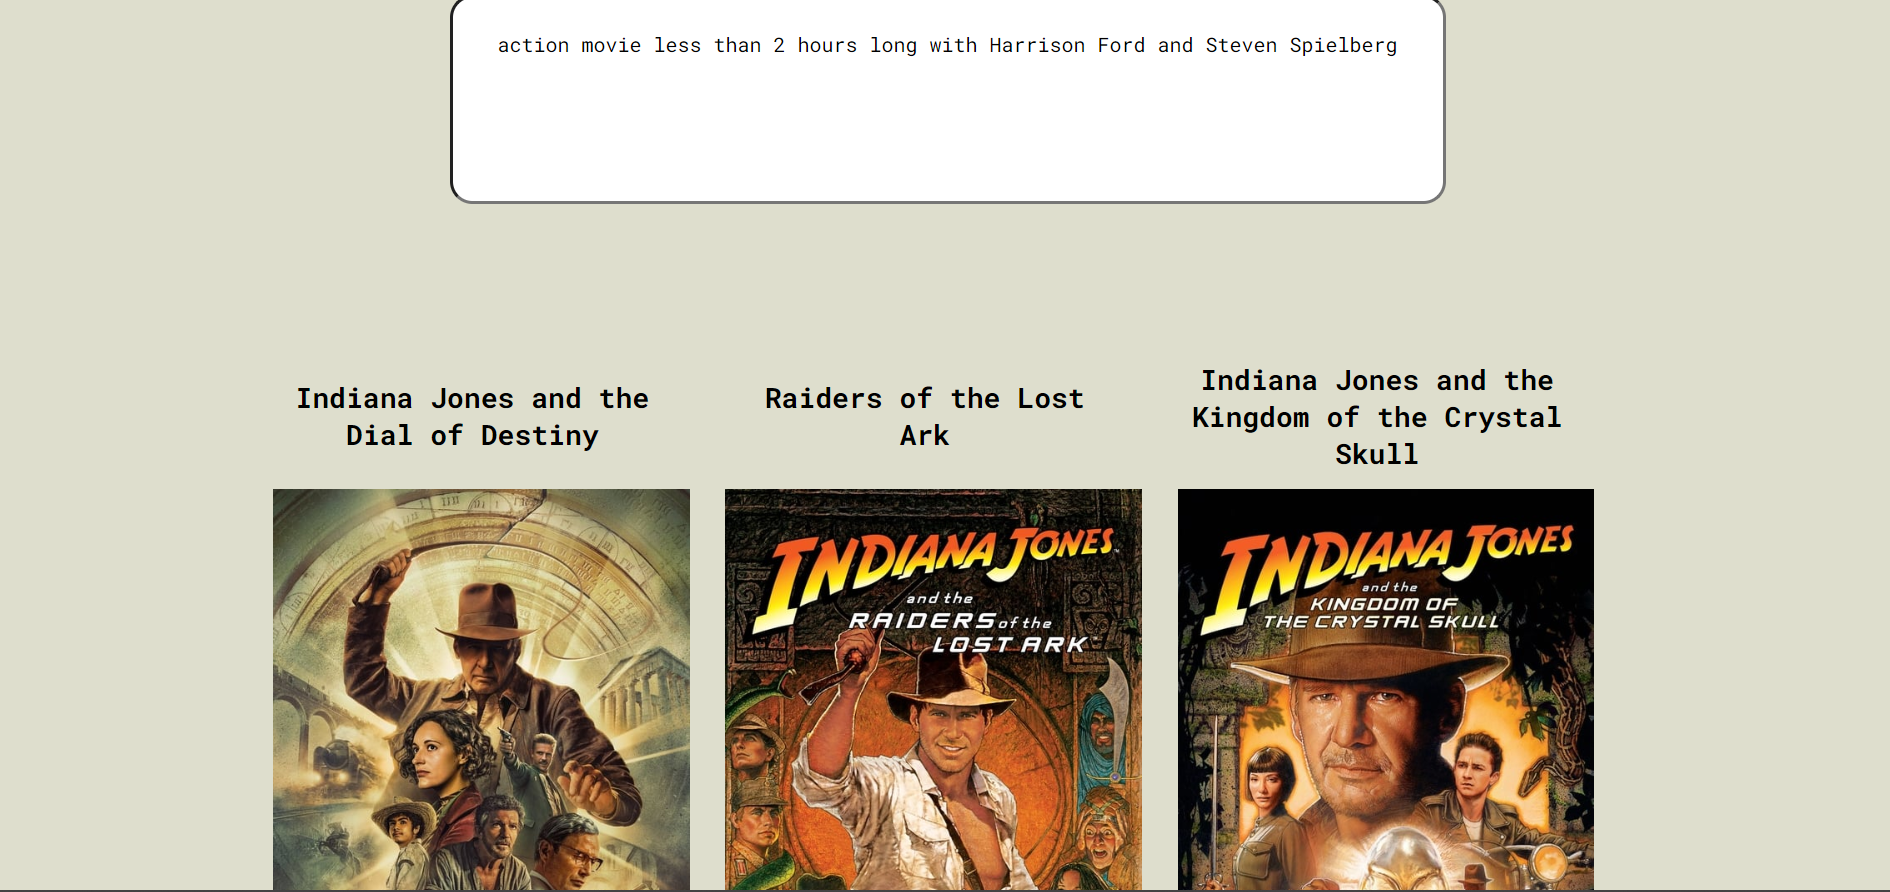 action movie less than 2 hours long with Harrison Ford and Steven Spielberg
Indiana Jones and the
Dial of Destiny
Raiders of the Lost
Ark
Indiana Jones and the
Kingdom of the Crystal
Skull
INDIANA JONES
and the
RAIDERS of the
LOST ARK
INDIANA JONES
and the
KINGDOM OF
THE CRYSTAL SKULL